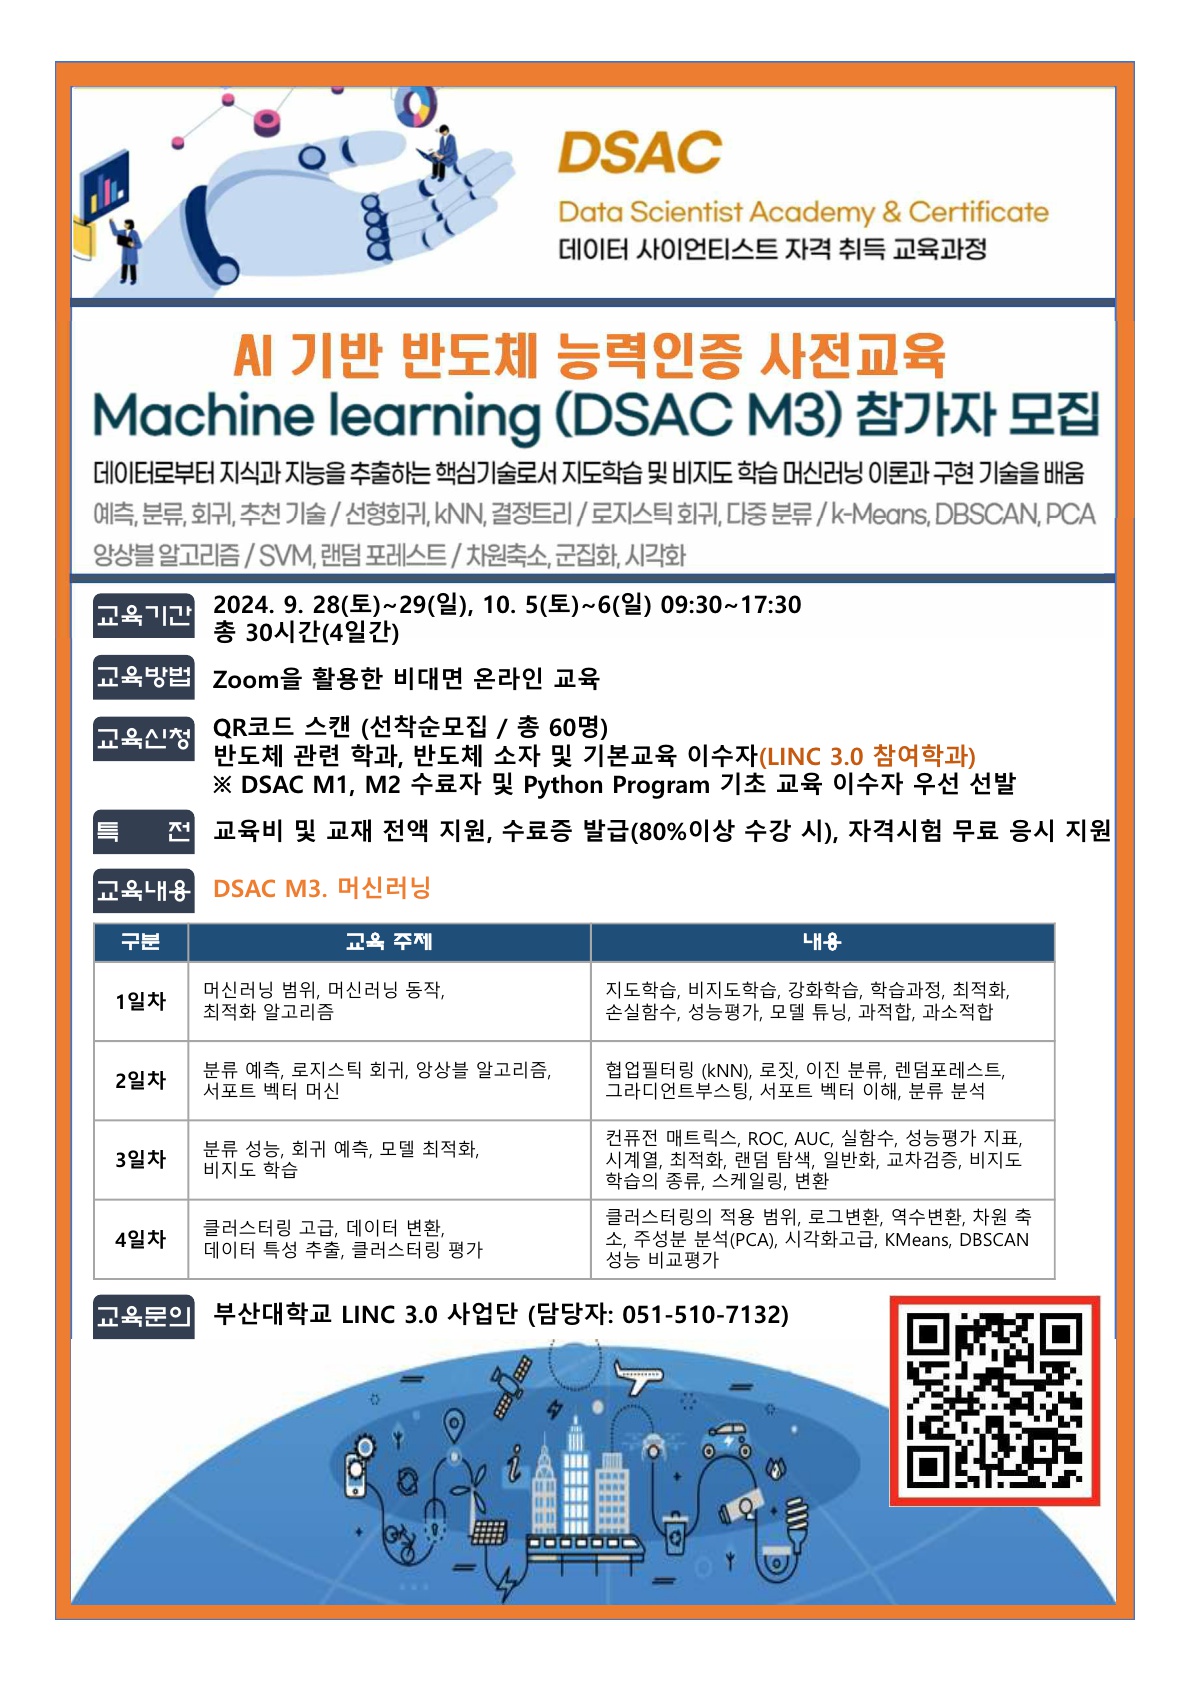 DSAC
Data Scientist Academy & Certificate
데이터 사이언티스트 자격 취득 교육과정
AI 기반 반도체 능력인증 사전교육
Machine learning (DSAC M3) 참가자 모집
데이터로부터 지식과 지능을 추출하는 핵심기술로서 지도학습 및 비지도 학습 머신러닝 이론과 구현 기술을 배움
예측, 분류, 회귀, 추천 기술 / 선형회귀, kNN, 결정트리 / 로지스틱 회귀, 다중 분류 / k-Means, DBSCAN, PCA
앙상블 알고리즘 / SVM, 랜덤 포레스트 / 차원축소, 군집화, 시각화
교육기간
2024. 9. 28(토)~29(일), 10. 5(토)~6(일) 09:30~17:30
총 30시간(4일간)
교육방법
Zoom을 활용한 비대면 온라인 교육
교육신청
QR코드 스캔 (선착순모집 / 총 60명)
반도체 관련 학과, 반도체 소자 및 기본교육 이수자(LINC 3.0 참여학과)
※ DSAC M1, M2 수료자 및 Python Program 기초 교육 이수자 우선 선발
특 전
교육비 및 교재 전액 지원, 수료증 발급(80%이상 수강 시), 자격시험 무료 응시 지원
교육내용
DSAC M3. 머신러닝
구분 교육 주제 내용
1일차
머신러닝 범위, 머신러닝 동작,
최적화 알고리즘
지도학습, 비지도학습, 강화학습, 학습과정, 최적화,
손실함수, 성능평가, 모델 튜닝, 과적합, 과소적합
2일차
분류 예측, 로지스틱 회귀, 앙상블 알고리즘,
서포트 벡터 머신
협업필터링 (kNN), 로짓, 이진 분류, 렌덤포레스트,
그라디언트부스팅, 서포트 벡터 이해, 분류 분석
3일차
분류 성능, 회귀 예측, 모델 최적화,
비지도 학습
컨퓨전 매트릭스, ROC, AUC, 실함수, 성능평가 지표,
시계열, 최적화, 랜덤 탐색, 일반화, 교차검증, 비지도
학습의 종류, 스케일링, 변환
4일차
클러스터링 고급, 데이터 변환,
데이터 특성 추출, 클러스터링 평가
클러스터링의 적용 범위, 로그변환, 역수변환, 차원 축
소, 주성분 분석(PCA), 시각화고급, KMeans, DBSCAN
성능 비교평가
교육문의
부산대학교 LINC 3.0 사업단 (담당자: 051-510-7132)